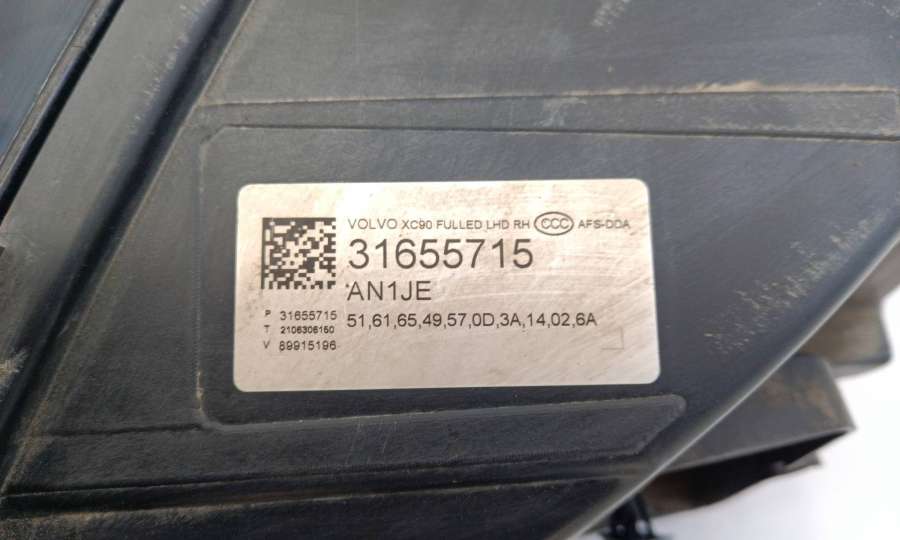 VOLVO XC90 FULLED LHD RH CCC AFS-DDA
31655715
AN1JE
P 31655715
T 2106306150
V 89915196
51,61,65,49,57,0D,3A,14,02,6A